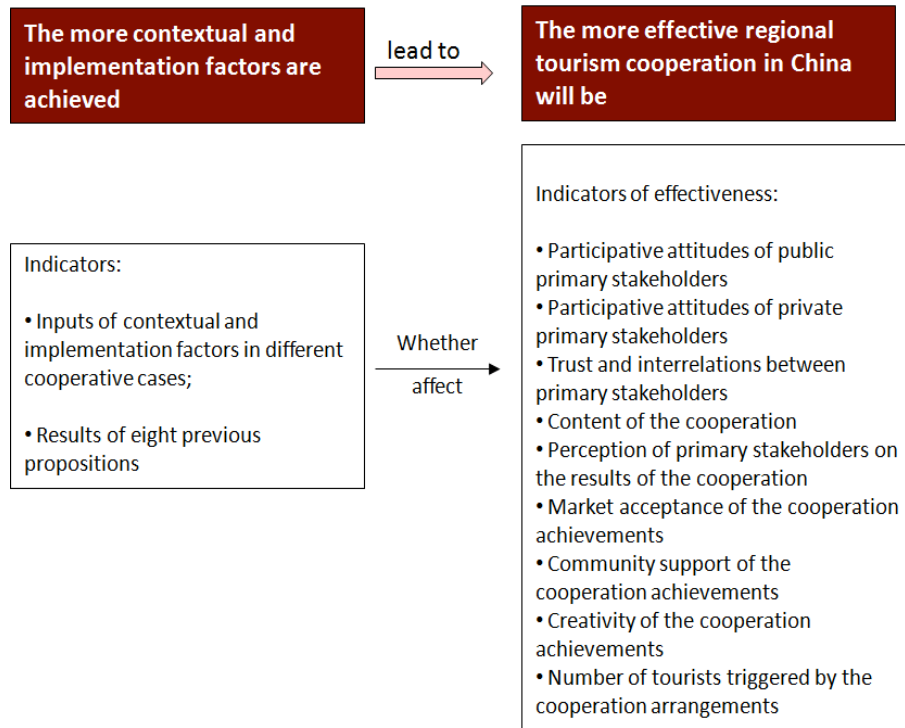 The more contextual and
implementation factors are
achieved
lead to
The more effective regional
tourism cooperation in China
will be
Indicators:
• Inputs of contextual and
implementation factors in different
cooperative cases;
• Results of eight previous
propositions
Whether
affect
Indicators of effectiveness:
• Participative attitudes of public
primary stakeholders
• Participative attitudes of private
primary stakeholders
• Trust and interrelations between
primary stakeholders
• Content of the cooperation
• Perception of primary stakeholders on
the results of the cooperation
• Market acceptance of the cooperation
achievements
• Community support of the
cooperation achievements
• Creativity of the cooperation
achievements
• Number of tourists triggered by the
cooperation arrangements